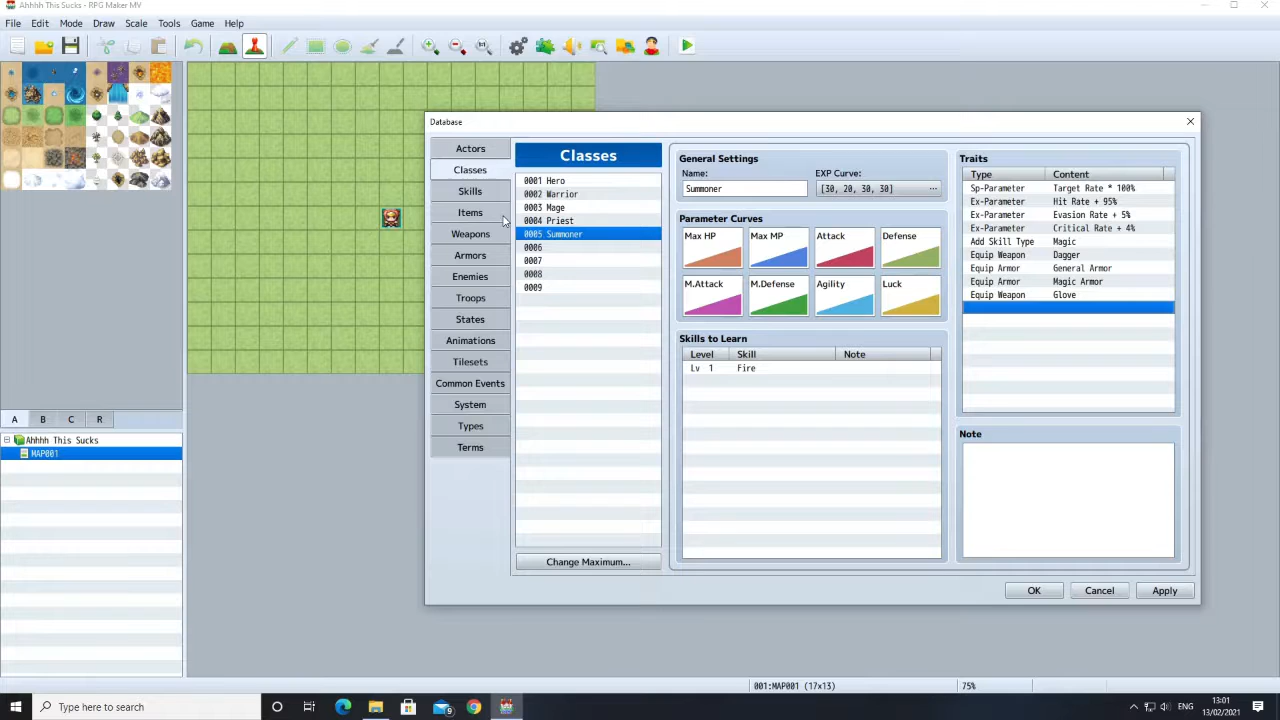 Ahhhh This Sucks - RPG Maker MV
File Edit Mode Draw Scale Tools Game Help
Database
Actors
Classes
Skills
Items
Weapons
Armors
Enemies
Troops
States
Animations
Tilesets
Common Events
System
Types
Terms
Classes
0001 Hero
0002 Warrior
0003 Mage
0004 Priest
0005 Summoner
0006
0007
0008
0009
Change Maximum...
General Settings
Name: EXP Curve:
Summoner [30, 20, 30, 30] ...
Parameter Curves
Max HP Max MP Attack Defense
M.Attack M.Defense Agility Luck
Skills to Learn
Level Skill Note
Lv 1 Fire
Traits
Type Content
Sp-Parameter Target Rate * 100%
Ex-Parameter Hit Rate + 95%
Ex-Parameter Evasion Rate + 5%
Ex-Parameter Critical Rate + 4%
Add Skill Type Magic
Equip Weapon Dagger
Equip Armor General Armor
Equip Armor Magic Armor
Equip Weapon Glove
Note
OK Cancel Apply
A B C R
Ahhhh This Sucks
MAP001
001:MAP001 (17x13) 75%
Type here to search
9
ENG
13:01
13/02/2021